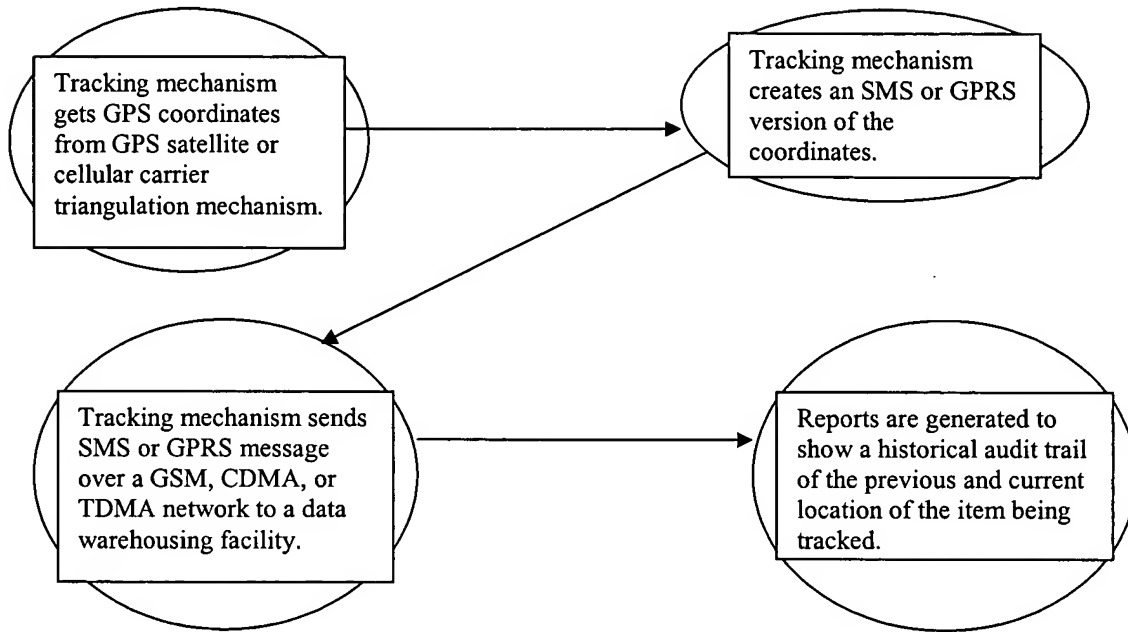 Tracking mechanism
gets GPS coordinates
from GPS satellite or
cellular carrier
triangulation mechanism.
Tracking mechanism
creates an SMS or GPRS
version of the
coordinates.
Tracking mechanism sends
SMS or GPRS message
over a GSM, CDMA, or
TDMA network to a data
warehousing facility.
Reports are generated to
show a historical audit trail
of the previous and current
location of the item being
tracked.